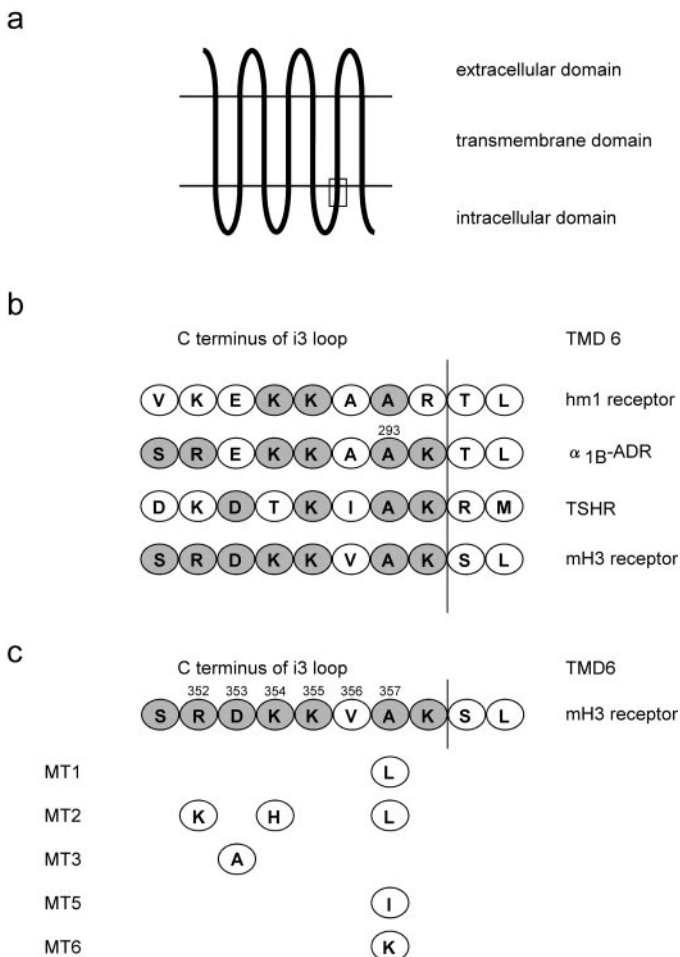 a
extracellular domain
transmembrane domain
intracellular domain
b
C terminus of i3 loop TMD 6
V K E K K A A R T L hm1 receptor
293
S R E K K A A K T L α 1B-ADR
D K D T K I A K R M TSHR
S R D K K V A K S L mH3 receptor
c
C terminus of i3 loop TMD6
352 353 354 355 356 357
S R D K K V A K S L mH3 receptor
MT1 L
MT2 K H L
MT3 A
MT5 I
MT6 K